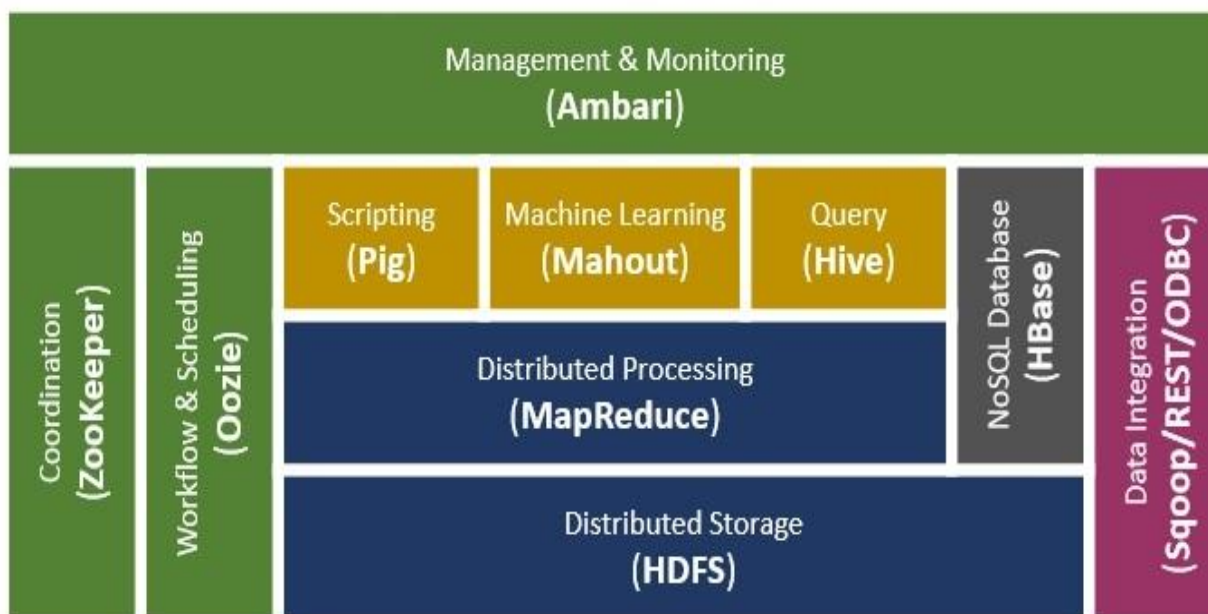 Management & Monitoring
(Ambari)
Coordination
(ZooKeeper)
Workflow & Scheduling
(Oozie)
Scripting
(Pig)
Machine Learning
(Mahout)
Query
(Hive)
Distributed Processing
(MapReduce)
Distributed Storage
(HDFS)
NoSQL Database
(HBase)
Data Integration
(Sqoop/REST/ODBC)